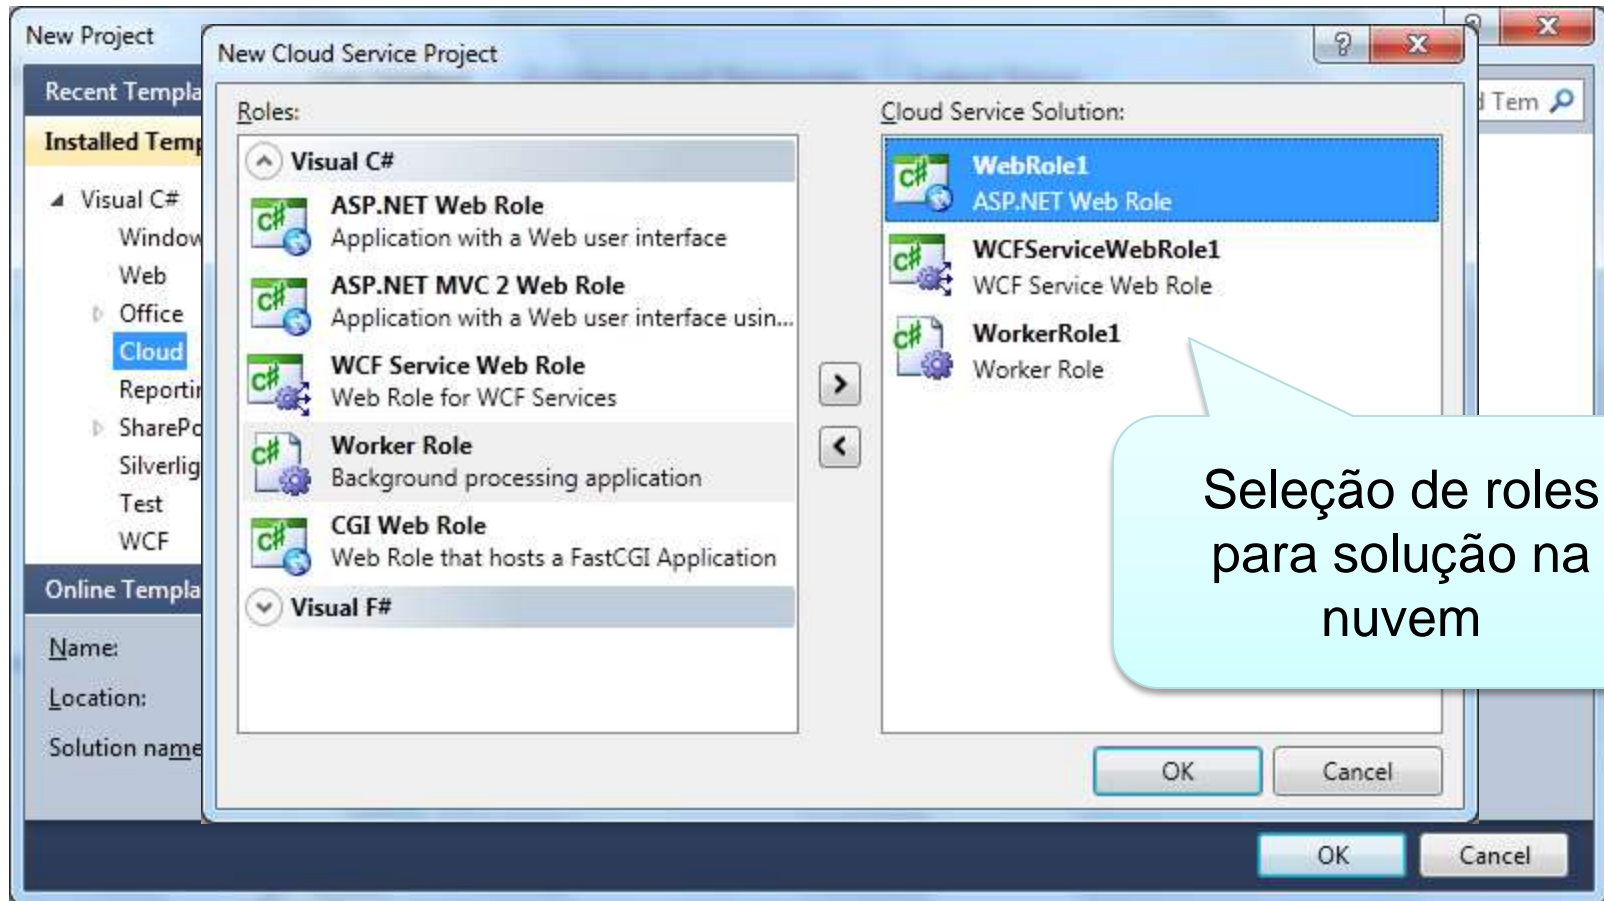 New Project
New Cloud Service Project
Recent Templa
Installed Temp
Visual C#
Window
Web
Office
Cloud
Reportin
SharePo
Silverlig
Test
WCF
Online Templa
Name:
Location:
Solution name
Roles:
Visual C#
ASP.NET Web Role
Application with a Web user interface
ASP.NET MVC 2 Web Role
Application with a Web user interface usin...
WCF Service Web Role
Web Role for WCF Services
Worker Role
Background processing application
CGI Web Role
Web Role that hosts a FastCGI Application
Visual F#
Cloud Service Solution:
WebRole1
ASP.NET Web Role
WCFServiceWebRole1
WCF Service Web Role
WorkerRole1
Worker Role
Tem
Seleção de roles
para solução na
nuvem
OK
Cancel
OK
Cancel